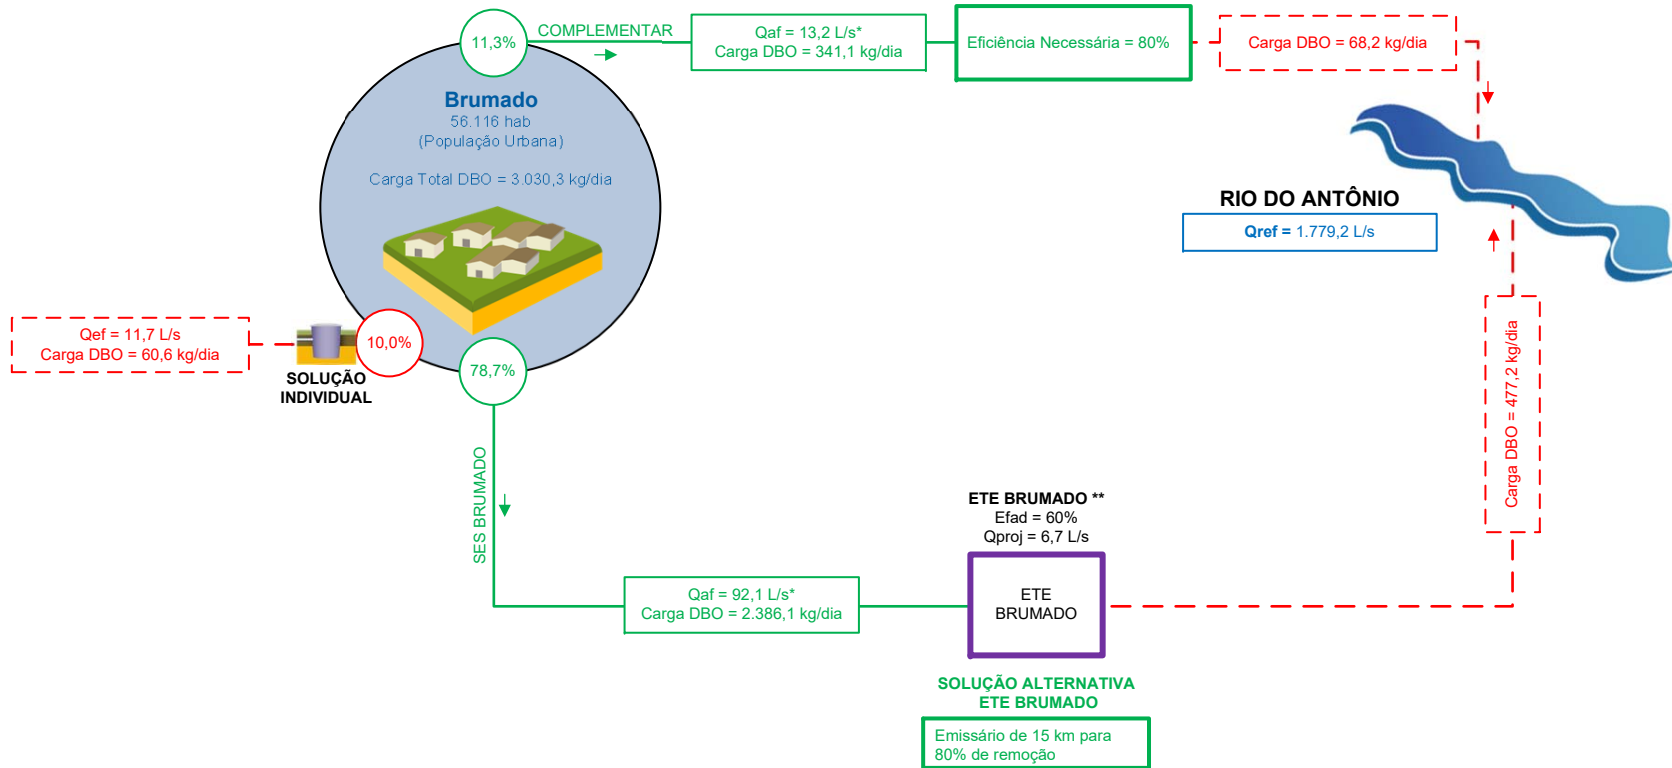 11,3%
COMPLEMENTAR
Qaf = 13,2 L/s*
Carga DBO = 341,1 kg/dia
Eficiência Necessária = 80%
Carga DBO = 68,2 kg/dia
Brumado
56.116 hab
(População Urbana)
Carga Total DBO = 3.030,3 kg/dia
RIO DO ANTÔNIO
Qref = 1.779,2 L/s
Qef = 11,7 L/s
Carga DBO = 60,6 kg/dia
10,0%
SOLUÇÃO
INDIVIDUAL
78,7%
SES BRUMADO
Qaf = 92,1 L/s*
Carga DBO = 2.386,1 kg/dia
ETE BRUMADO **
Efad = 60%
Qproj = 6,7 L/s
ETE
BRUMADO
Carga DBO = 477,2 kg/dia
SOLUÇÃO ALTERNATIVA
ETE BRUMADO
Emissário de 15 km para
80% de remoção